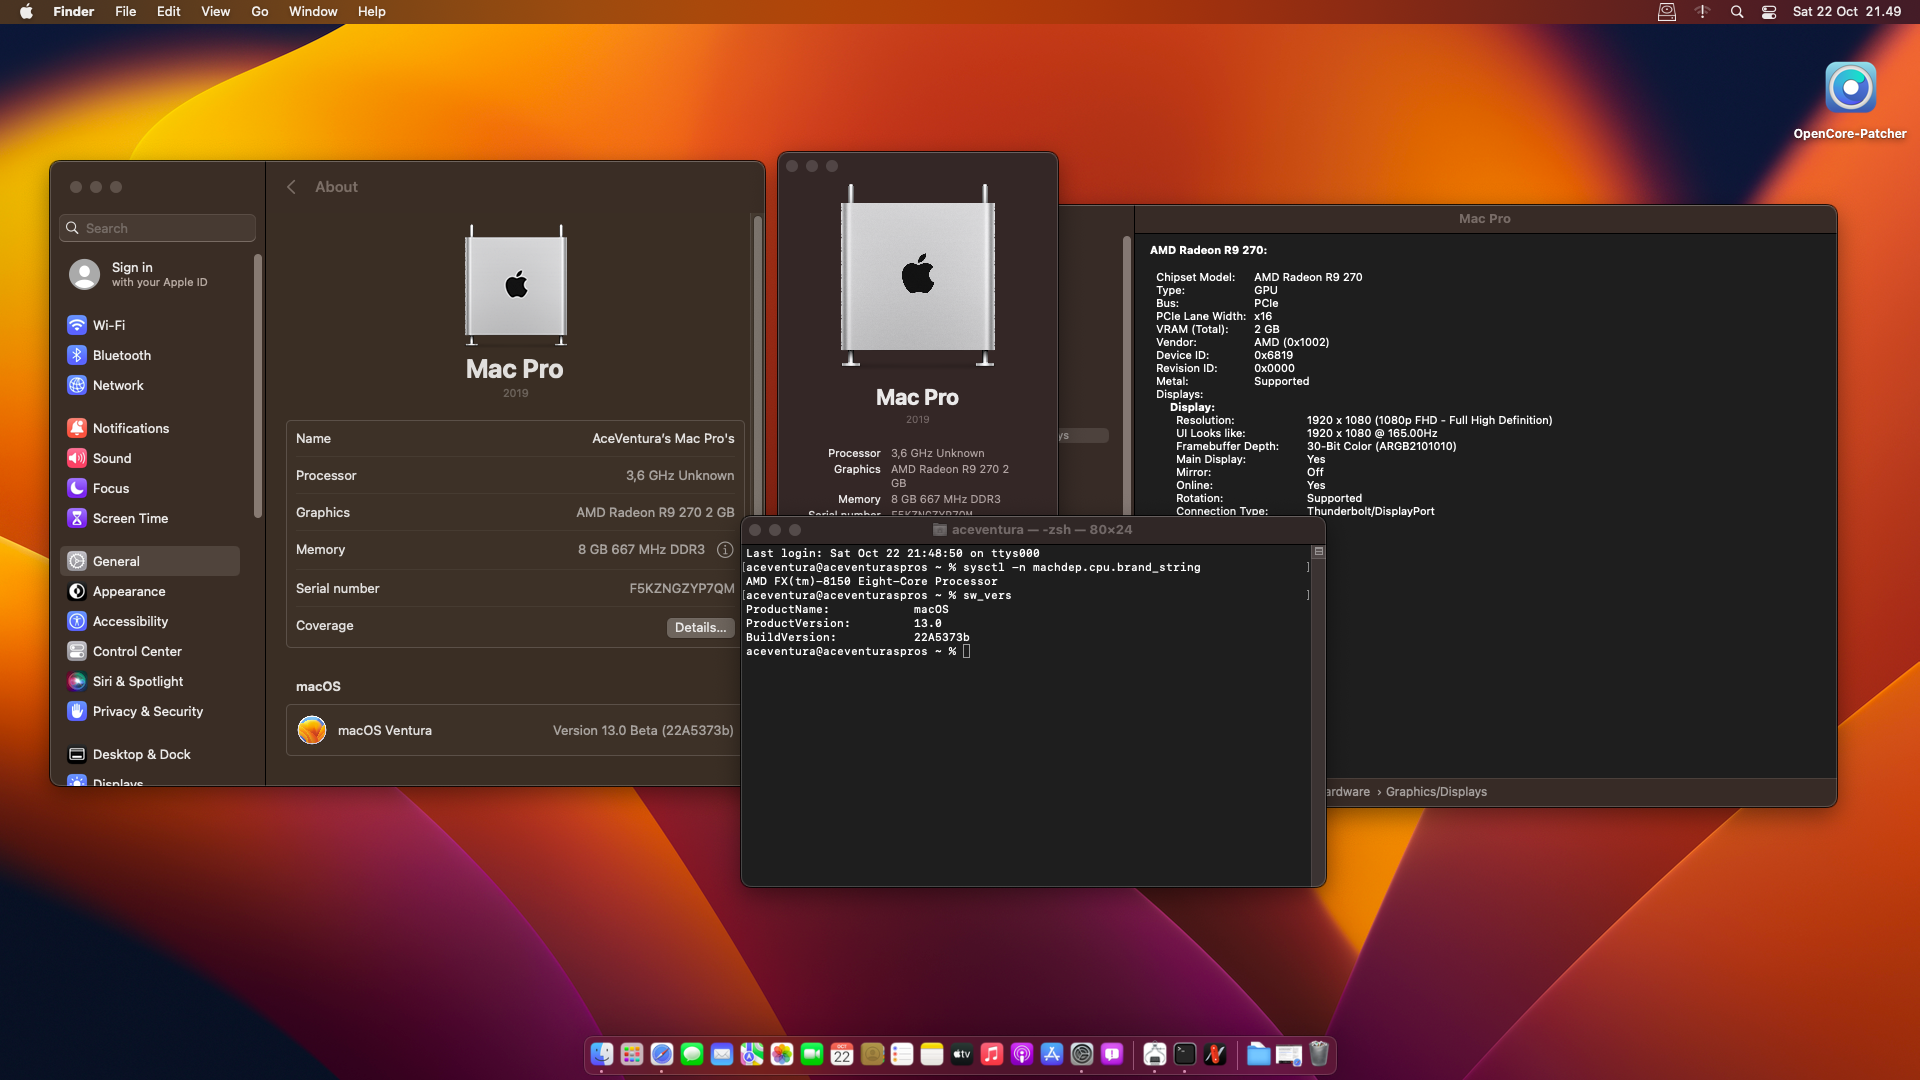 Finder File Edit View Go Window Help
Sat 22 Oct 21.49
OpenCore-Patcher
Search
Sign in
with your Apple ID
Wi-Fi
Bluetooth
Network
Notifications
Sound
Focus
Screen Time
General
Appearance
Accessibility
Control Center
Siri & Spotlight
Privacy & Security
Desktop & Dock
Displays
About
Mac Pro
2019
Name AceVentura's Mac Pro's
Processor 3,6 GHz Unknown
Graphics AMD Radeon R9 270 2 GB
Memory 8 GB 667 MHz DDR3
Serial number F5KZNGZYP7QM
Coverage Details...
macOS
macOS Ventura Version 13.0 Beta (22A5373b)
Mac Pro
2019
Processor 3,6 GHz Unknown
Graphics AMD Radeon R9 270 2
GB
Memory 8 GB 667 MHz DDR3
Serial number F5KZNGZYP7QM
ys
Mac Pro
AMD Radeon R9 270:
Chipset Model: AMD Radeon R9 270
Type: GPU
Bus: PCIe
PCIe Lane Width: x16
VRAM (Total): 2 GB
Vendor: AMD (0x1002)
Device ID: 0x6819
Revision ID: 0x0000
Metal: Supported
Displays:
Display:
Resolution: 1920 x 1080 (1080p FHD - Full High Definition)
UI Looks like: 1920 x 1080 @ 165.00Hz
Framebuffer Depth: 30-Bit Color (ARGB2101010)
Main Display: Yes
Mirror: Off
Online: Yes
Rotation: Supported
Connection Type: Thunderbolt/DisplayPort
ardware › Graphics/Displays
aceventura — -zsh — 80×24
Last login: Sat Oct 22 21:48:50 on ttys000
[aceventura@aceventuraspros ~ % sysctl -n machdep.cpu.brand_string ]
AMD FX(tm)-8150 Eight-Core Processor
[aceventura@aceventuraspros ~ % sw_vers ]
ProductName: macOS
ProductVersion: 13.0
BuildVersion: 22A5373b
aceventura@aceventuraspros ~ %
OCT
22
tv